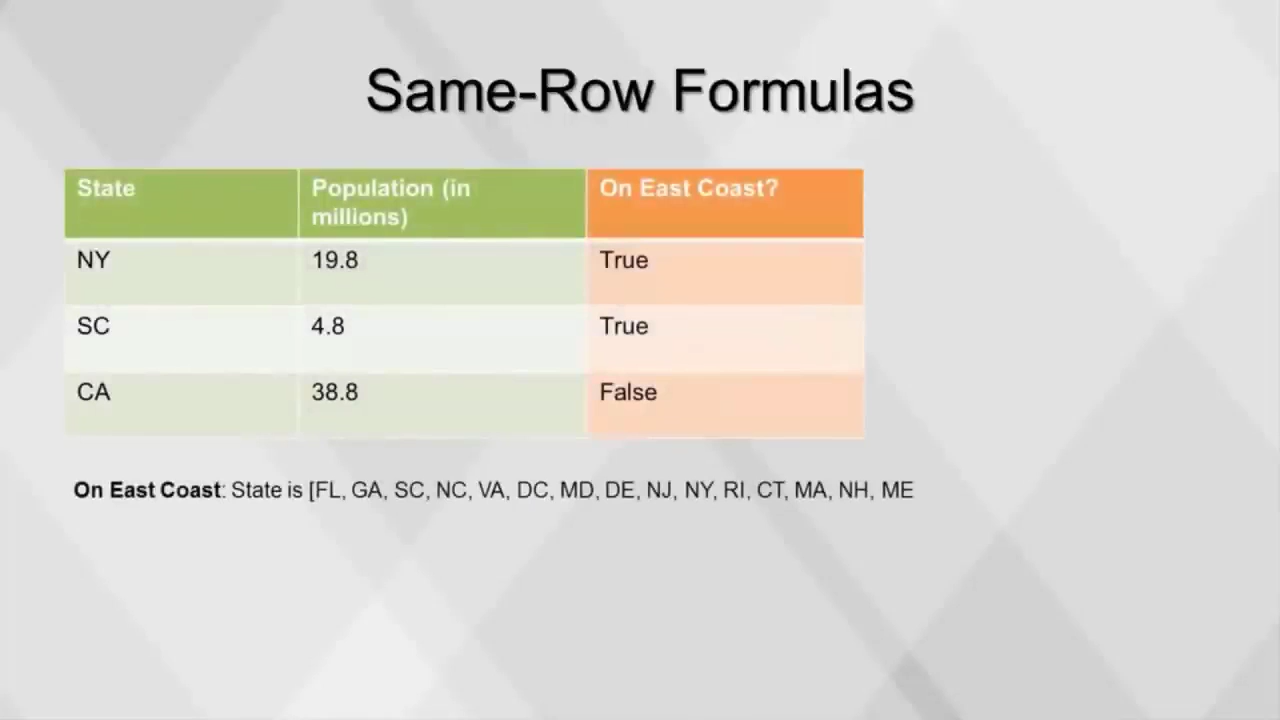 Same-Row Formulas
State Population (in millions) On East Coast?
NY 19.8 True
SC 4.8 True
CA 38.8 False
On East Coast: State is [FL, GA, SC, NC, VA, DC, MD, DE, NJ, NY, RI, CT, MA, NH, ME